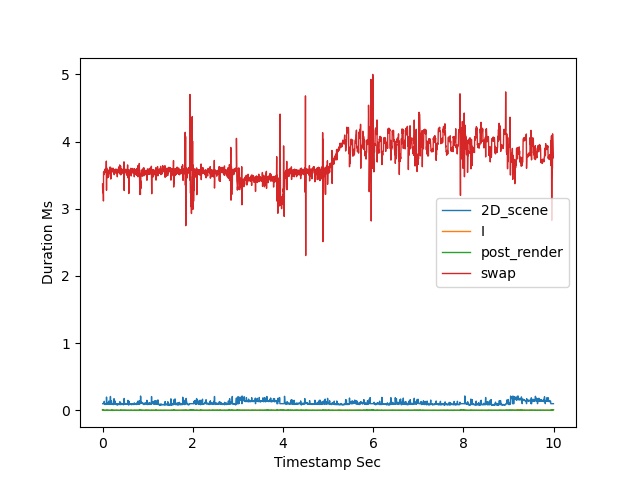 5
4
3
2
1
0
Duration Ms
2D_scene
I
post_render
swap
0
2
4
6
8
10
Timestamp Sec